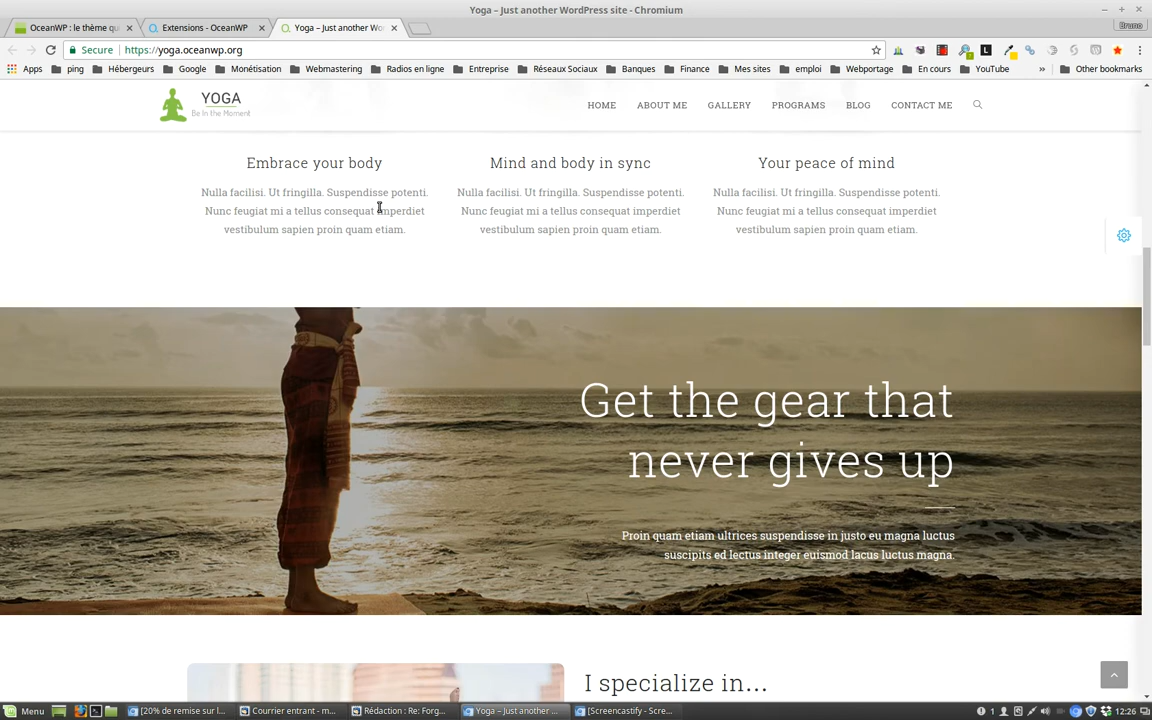 Yoga – Just another WordPress site - Chromium
OceanWP : le thème qu
Extensions - OceanWP
Yoga – Just another Wo
Bruno
Secure
https://yoga.oceanwp.org
Apps
ping
Hébergeurs
Google
Monétisation
Webmastering
Radios en ligne
Entreprise
Réseaux Sociaux
Banques
Finance
Mes sites
emploi
Webportage
En cours
YouTube
»
Other bookmarks
YOGA
Be In the Moment
HOME
ABOUT ME
GALLERY
PROGRAMS
BLOG
CONTACT ME
Embrace your body
Nulla facilisi. Ut fringilla. Suspendisse potenti.
Nunc feugiat mi a tellus consequat imperdiet
vestibulum sapien proin quam etiam.
Mind and body in sync
Nulla facilisi. Ut fringilla. Suspendisse potenti.
Nunc feugiat mi a tellus consequat imperdiet
vestibulum sapien proin quam etiam.
Your peace of mind
Nulla facilisi. Ut fringilla. Suspendisse potenti.
Nunc feugiat mi a tellus consequat imperdiet
vestibulum sapien proin quam etiam.
Get the gear that
never gives up
Proin quam etiam ultrices suspendisse in justo eu magna luctus
suscipits ed lectus integer euismod lacus luctus magna.
I specialize in...
Menu
[20% de remise sur l...
Courrier entrant - m...
Rédaction : Re: Forg...
Yoga – Just another ...
[Screencastify - Scre...
1
12:26